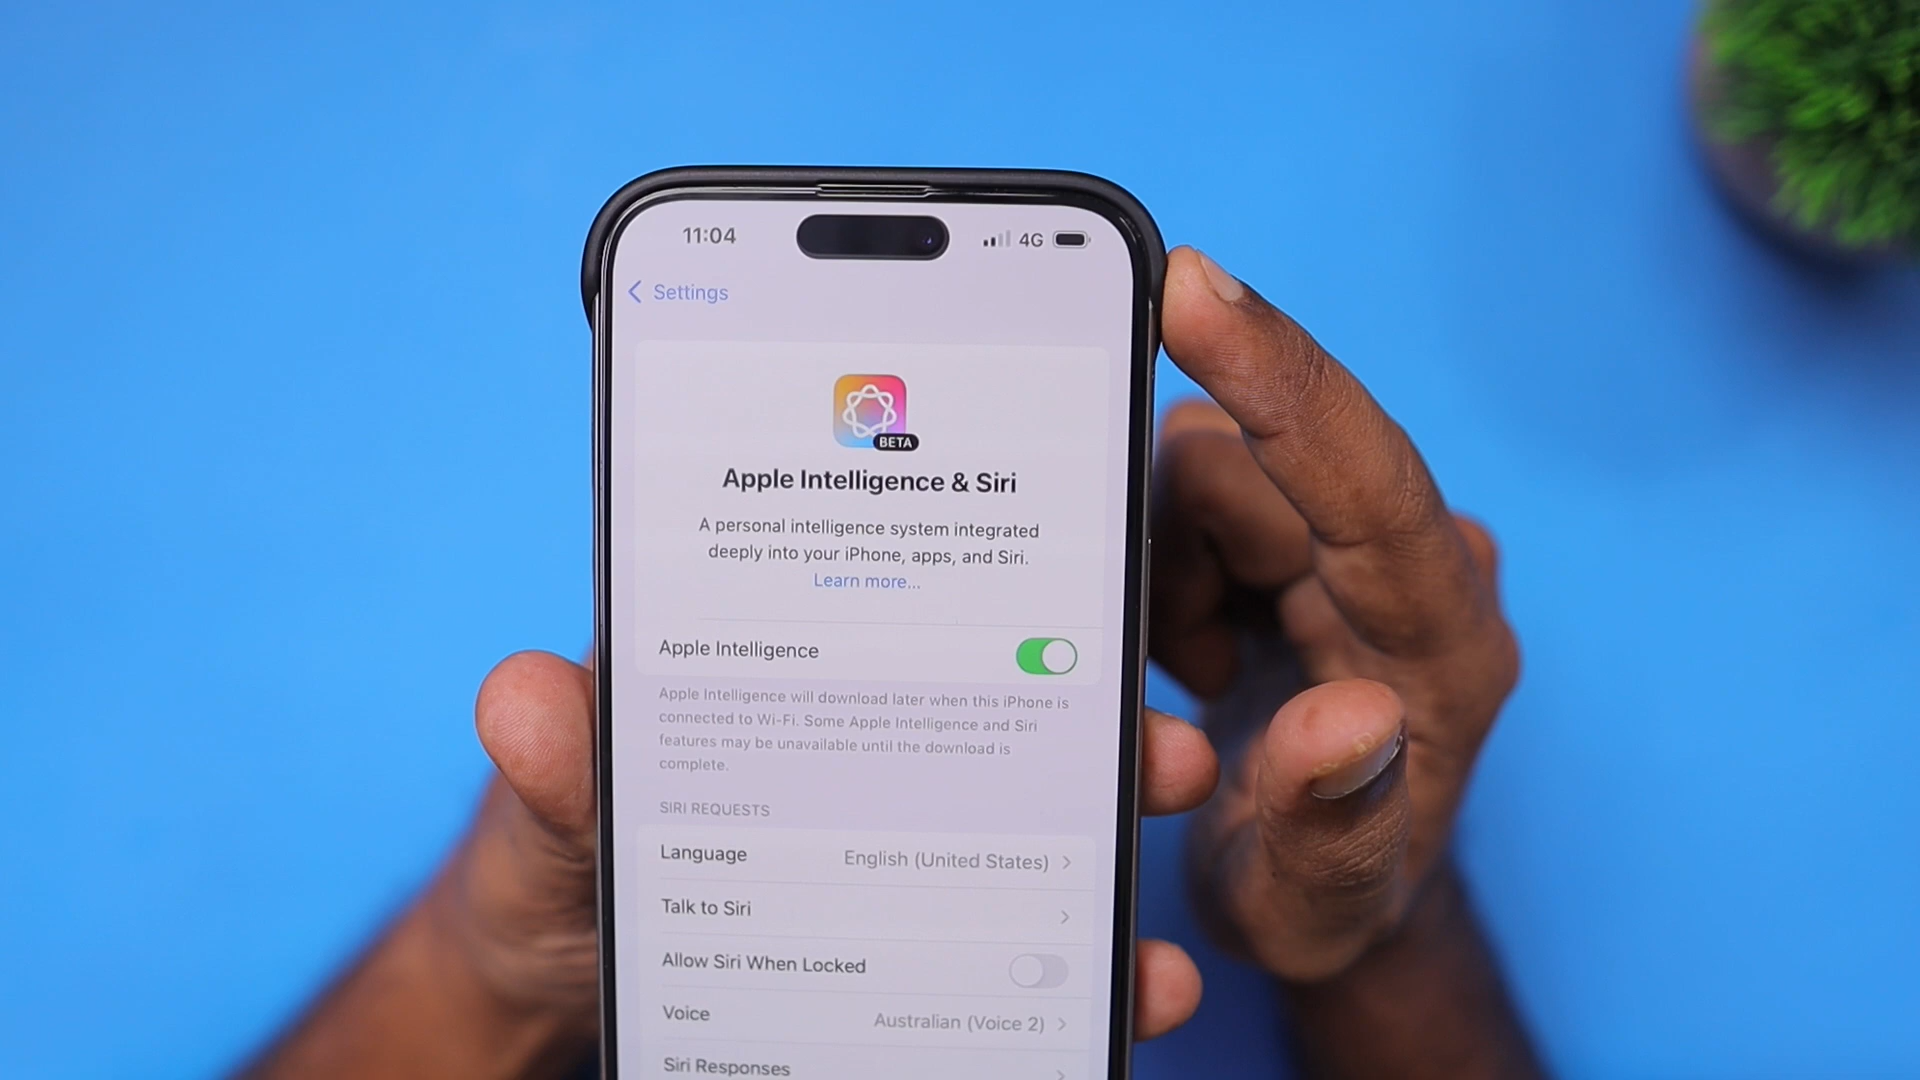 11:04
4G
Settings
BETA
Apple Intelligence & Siri
A personal intelligence system integrated
deeply into your iPhone, apps, and Siri.
Learn more...
Apple Intelligence
Apple Intelligence will download later when this iPhone is
connected to Wi-Fi. Some Apple Intelligence and Siri
features may be unavailable until the download is
complete.
SIRI REQUESTS
Language English (United States)
Talk to Siri
Allow Siri When Locked
Voice Australian (Voice 2)
Siri Responses